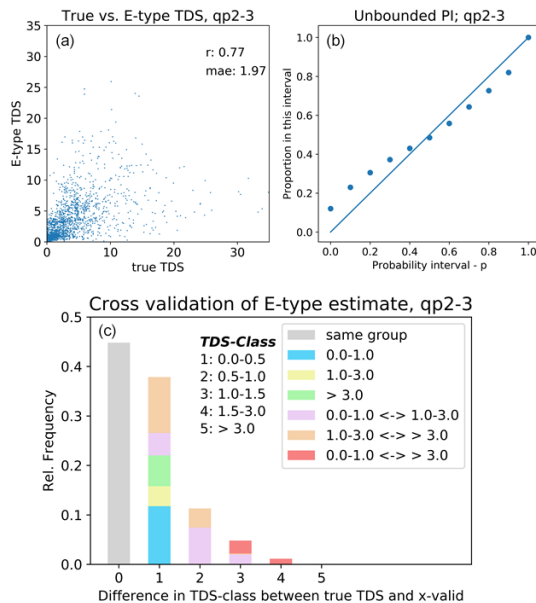 True vs. E-type TDS, qp2-3
(a)
r: 0.77
mae: 1.97
35
30
25
20
15
10
5
0
E-type TDS
0 10 20 30
true TDS
Unbounded PI; qp2-3
(b)
1.0
0.8
0.6
0.4
0.2
0.0
Proportion in this interval
0.0 0.2 0.4 0.6 0.8 1.0
Probability interval - p
Cross validation of E-type estimate, qp2-3
(c)
0.5
0.4
0.3
0.2
0.1
0.0
Rel. Frequency
TDS-Class
1: 0.0-0.5
2: 0.5-1.0
3: 1.0-1.5
4: 1.5-3.0
5: > 3.0
same group
0.0-1.0
1.0-3.0
> 3.0
0.0-1.0 <-> 1.0-3.0
1.0-3.0 <-> > 3.0
0.0-1.0 <-> > 3.0
0 1 2 3 4 5
Difference in TDS-class between true TDS and x-valid